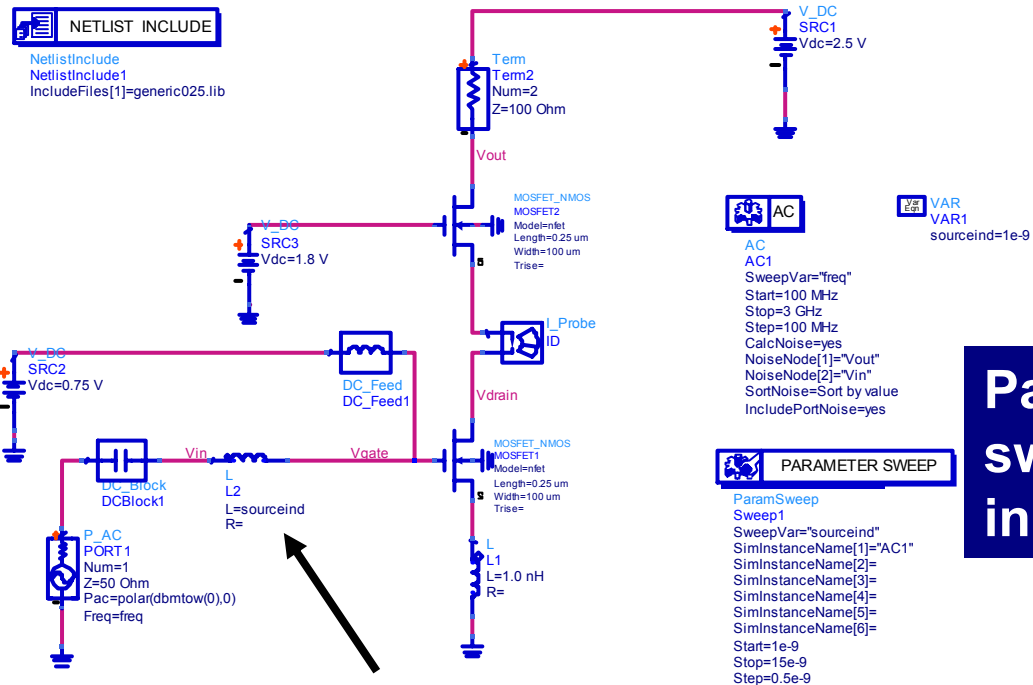 NETLIST INCLUDE
NetlistInclude
NetlistInclude1
IncludeFiles[1]=generic025.lib
Term
Term2
Num=2
Z=100 Ohm
V_DC
SRC1
Vdc=2.5 V
Vout
MOSFET_NMOS
MOSFET2
Model=nfet
Length=0.25 um
Width=100 um
Trise=
V_DC
SRC3
Vdc=1.8 V
I_Probe
ID
V_DC
SRC2
Vdc=0.75 V
DC_Feed
DC_Feed1
Vdrain
Vin
Vgate
MOSFET_NMOS
MOSFET1
Model=nfet
Length=0.25 um
Width=100 um
Trise=
DC_Block
DCBlock1
L
L2
L=sourceind
R=
P_AC
PORT1
Num=1
Z=50 Ohm
Pac=polar(dbmtow(0),0)
Freq=freq
L
L1
L=1.0 nH
R=
AC
AC
AC1
SweepVar="freq"
Start=100 MHz
Stop=3 GHz
Step=100 MHz
CalcNoise=yes
NoiseNode[1]="Vout"
NoiseNode[2]="Vin"
SortNoise=Sort by value
IncludePortNoise=yes
Var
Eqn
VAR
VAR1
sourceind=1e-9
PARAMETER SWEEP
ParamSweep
Sweep1
SweepVar="sourceind"
SimInstanceName[1]="AC1"
SimInstanceName[2]=
SimInstanceName[3]=
SimInstanceName[4]=
SimInstanceName[5]=
SimInstanceName[6]=
Start=1e-9
Stop=15e-9
Step=0.5e-9
Pa
sw
in